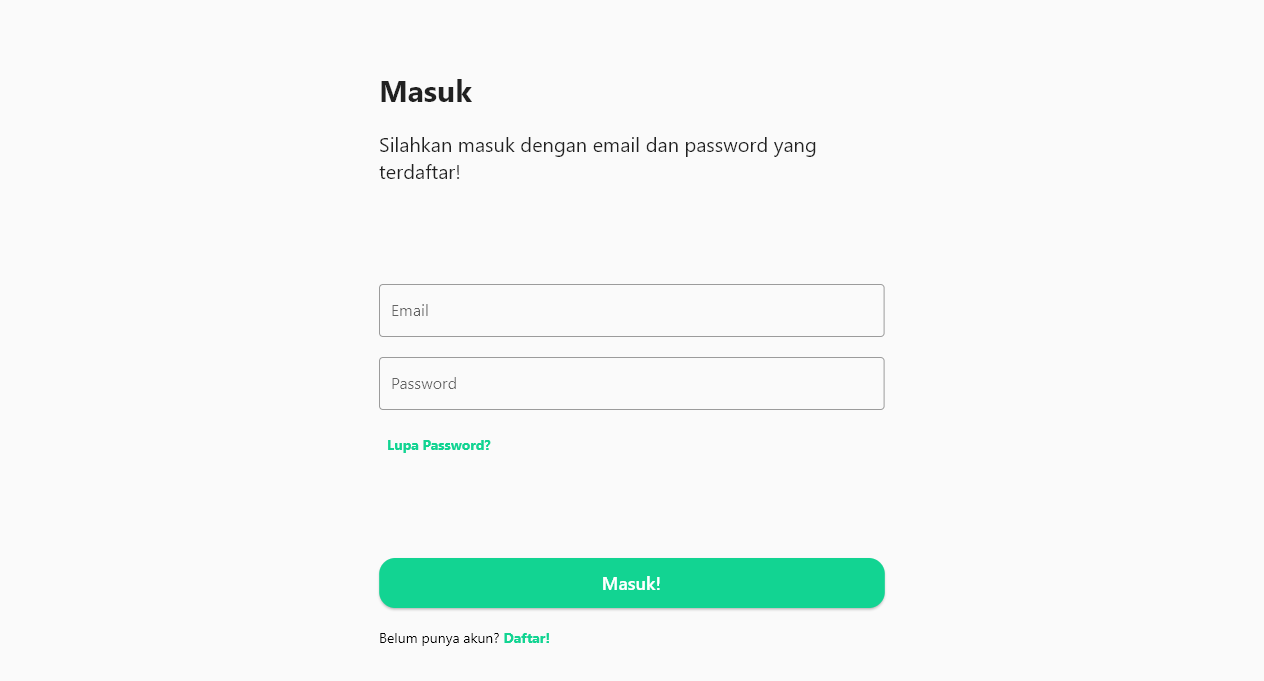 Masuk
Silahkan masuk dengan email dan password yang
terdaftar!
Email
Password
Lupa Password?
Masuk!
Belum punya akun? Daftar!